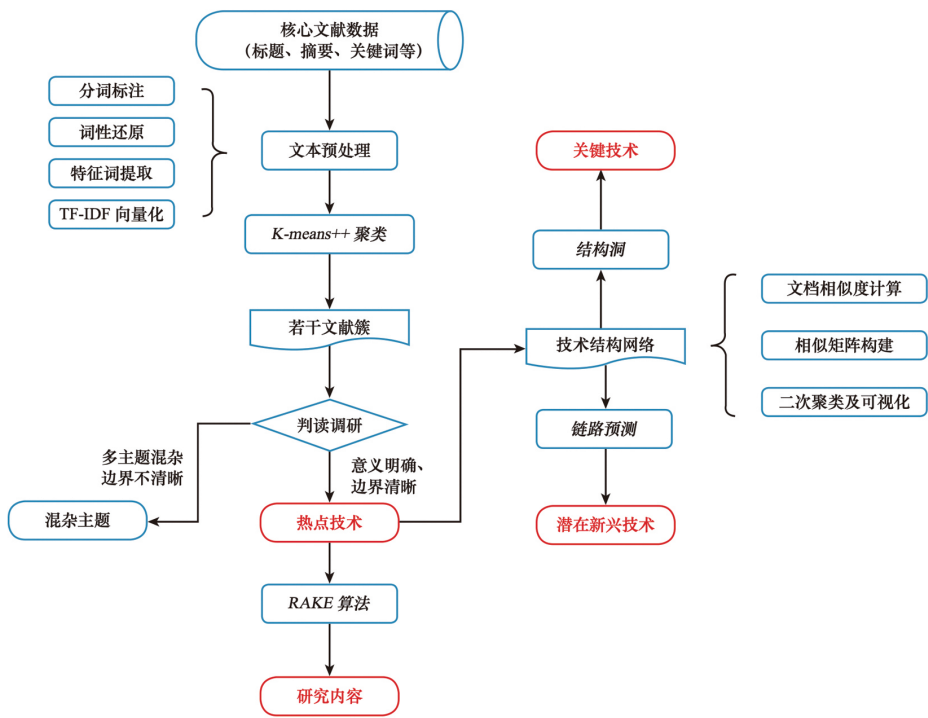 核心文献数据
（标题、摘要、关键词等）
分词标注
词性还原
特征词提取
TF-IDF 向量化
文本预处理
K-means++ 聚类
若干文献簇
判读调研
多主题混杂
边界不清晰
意义明确、
边界清晰
混杂主题
热点技术
RAKE 算法
研究内容
关键技术
结构洞
技术结构网络
链路预测
潜在新兴技术
文档相似度计算
相似矩阵构建
二次聚类及可视化